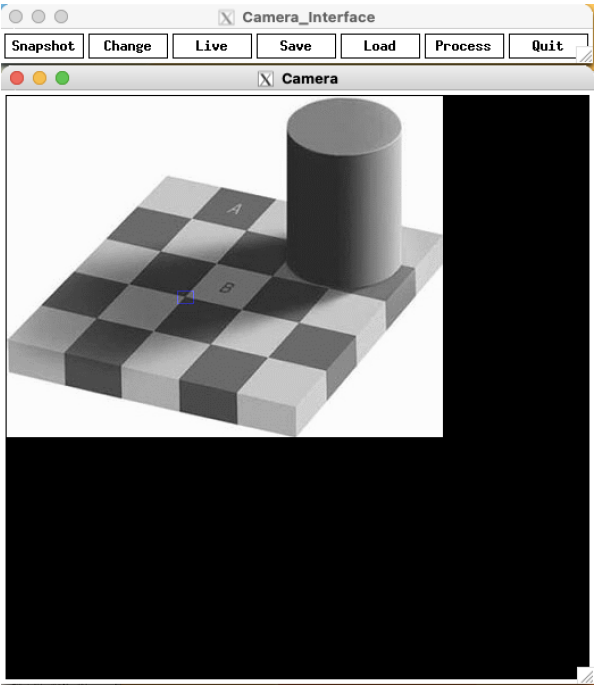 Camera_Interface
Snapshot Change Live Save Load Process Quit
Camera
A
B